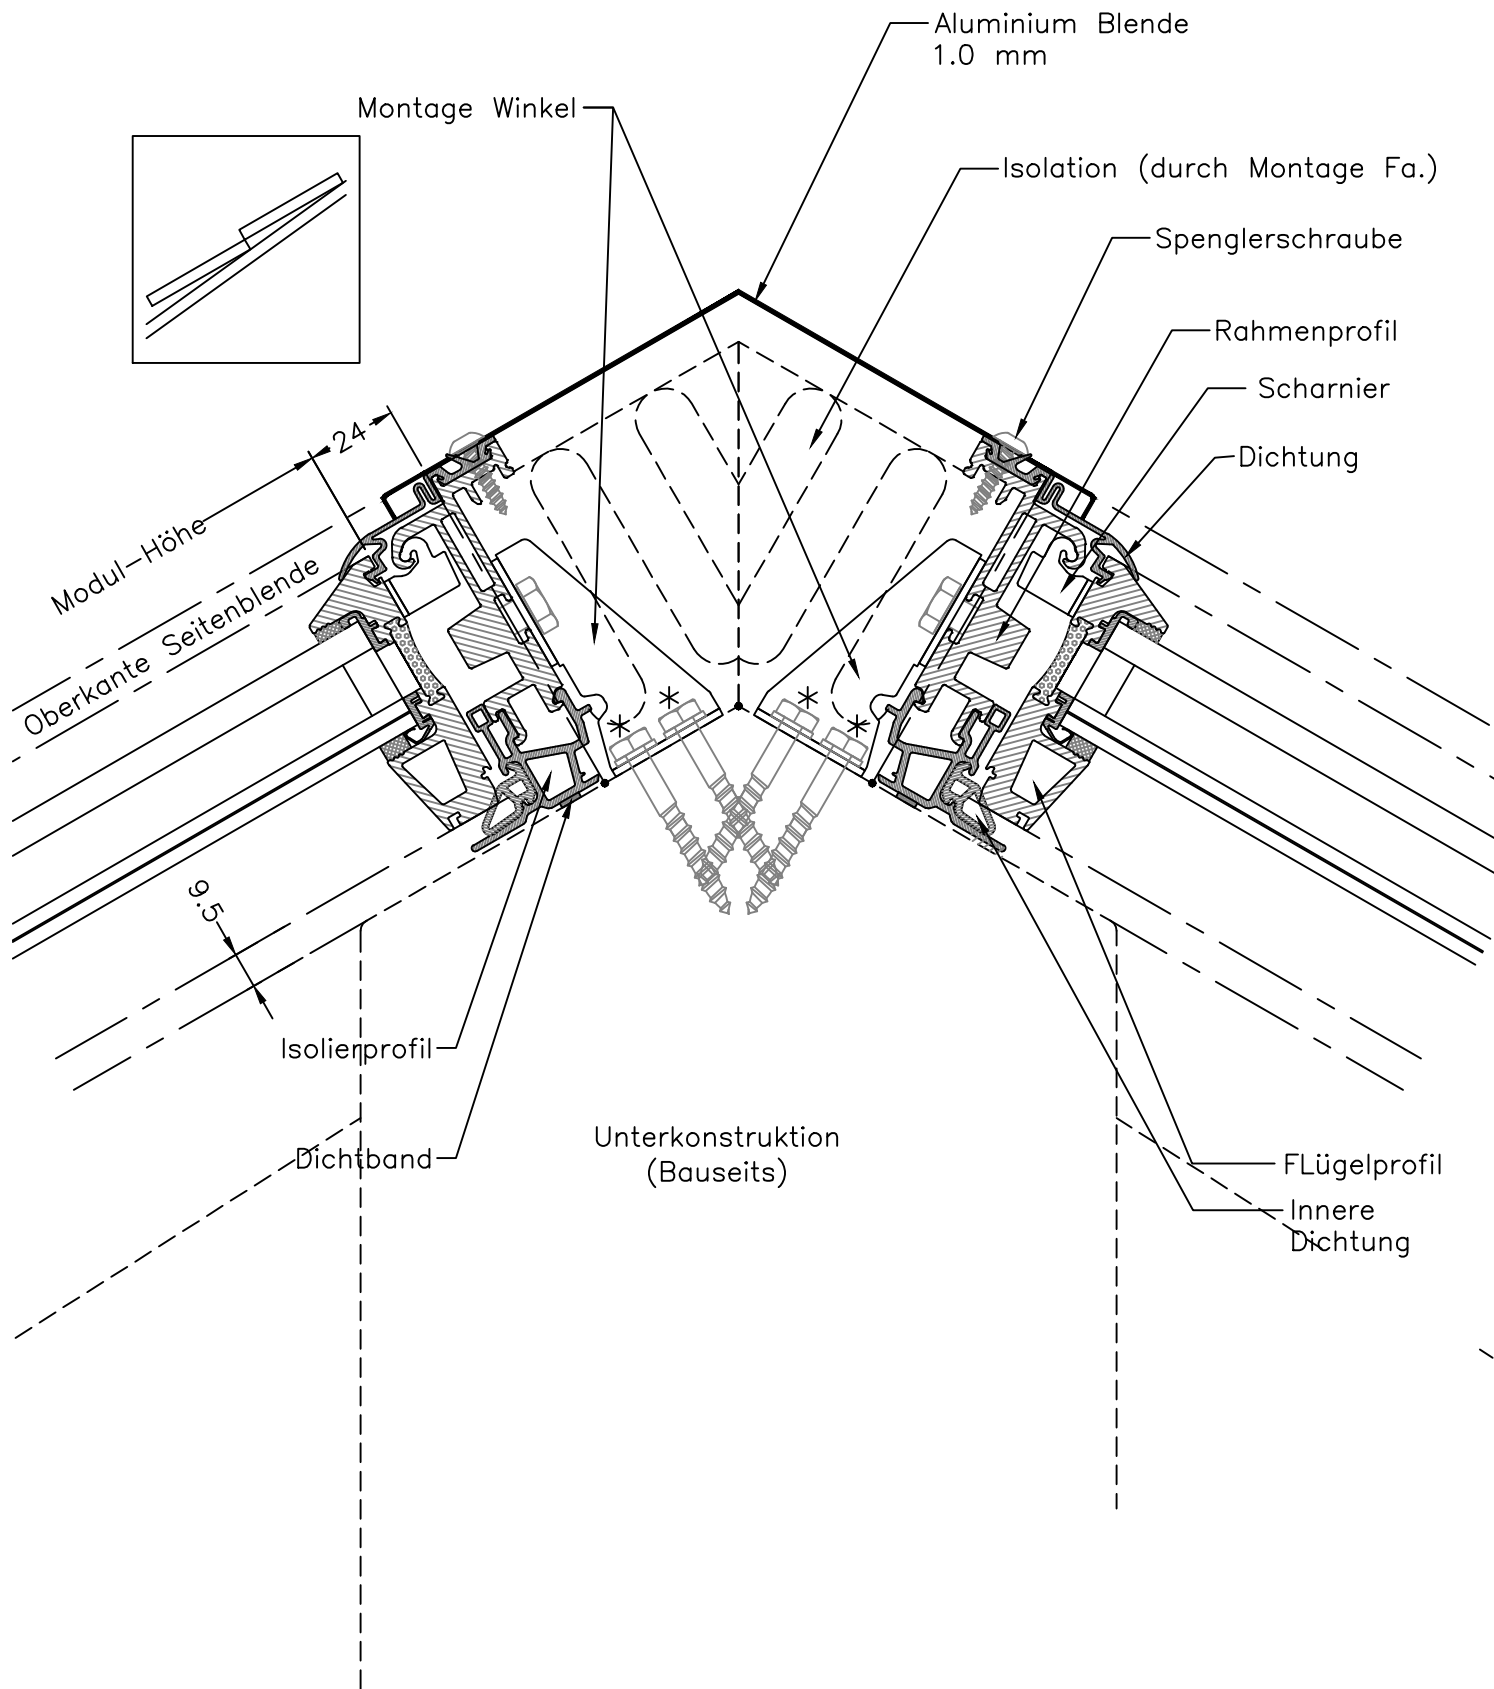 Aluminium Blende
1.0 mm
Montage Winkel
Isolation (durch Montage Fa.)
Spenglerschraube
Rahmenprofil
Scharnier
24
Dichtung
Modul-Höhe
Oberkante Seitenblende
9.5
Isolierprofil
Unterkonstruktion
(Bauseits)
Dichtband
FLügelprofil
Innere
Dichtung